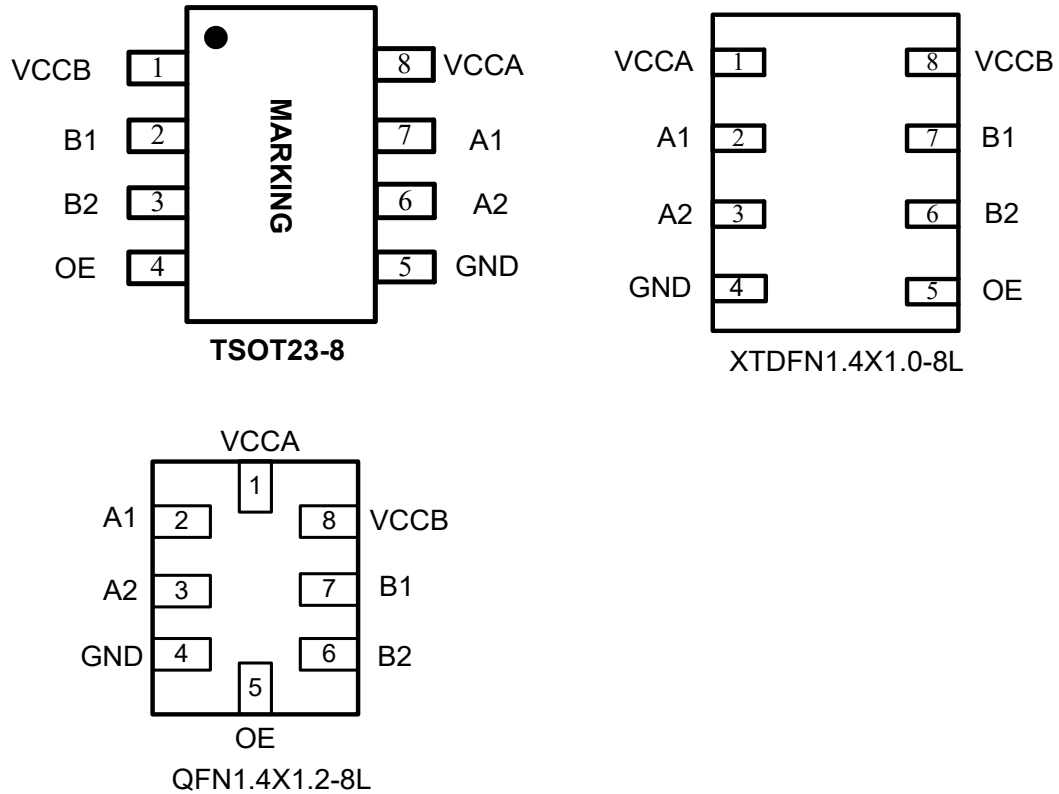 VCCB 1 8 VCCA
B1 2 7 A1
B2 3 6 A2
OE 4 5 GND
MARKING
TSOT23-8
VCCA 1 8 VCCB
A1 2 7 B1
A2 3 6 B2
GND 4 5 OE
XTDFN1.4X1.0-8L
VCCA
1
A1 2 8 VCCB
A2 3 7 B1
GND 4 6 B2
5
OE
QFN1.4X1.2-8L